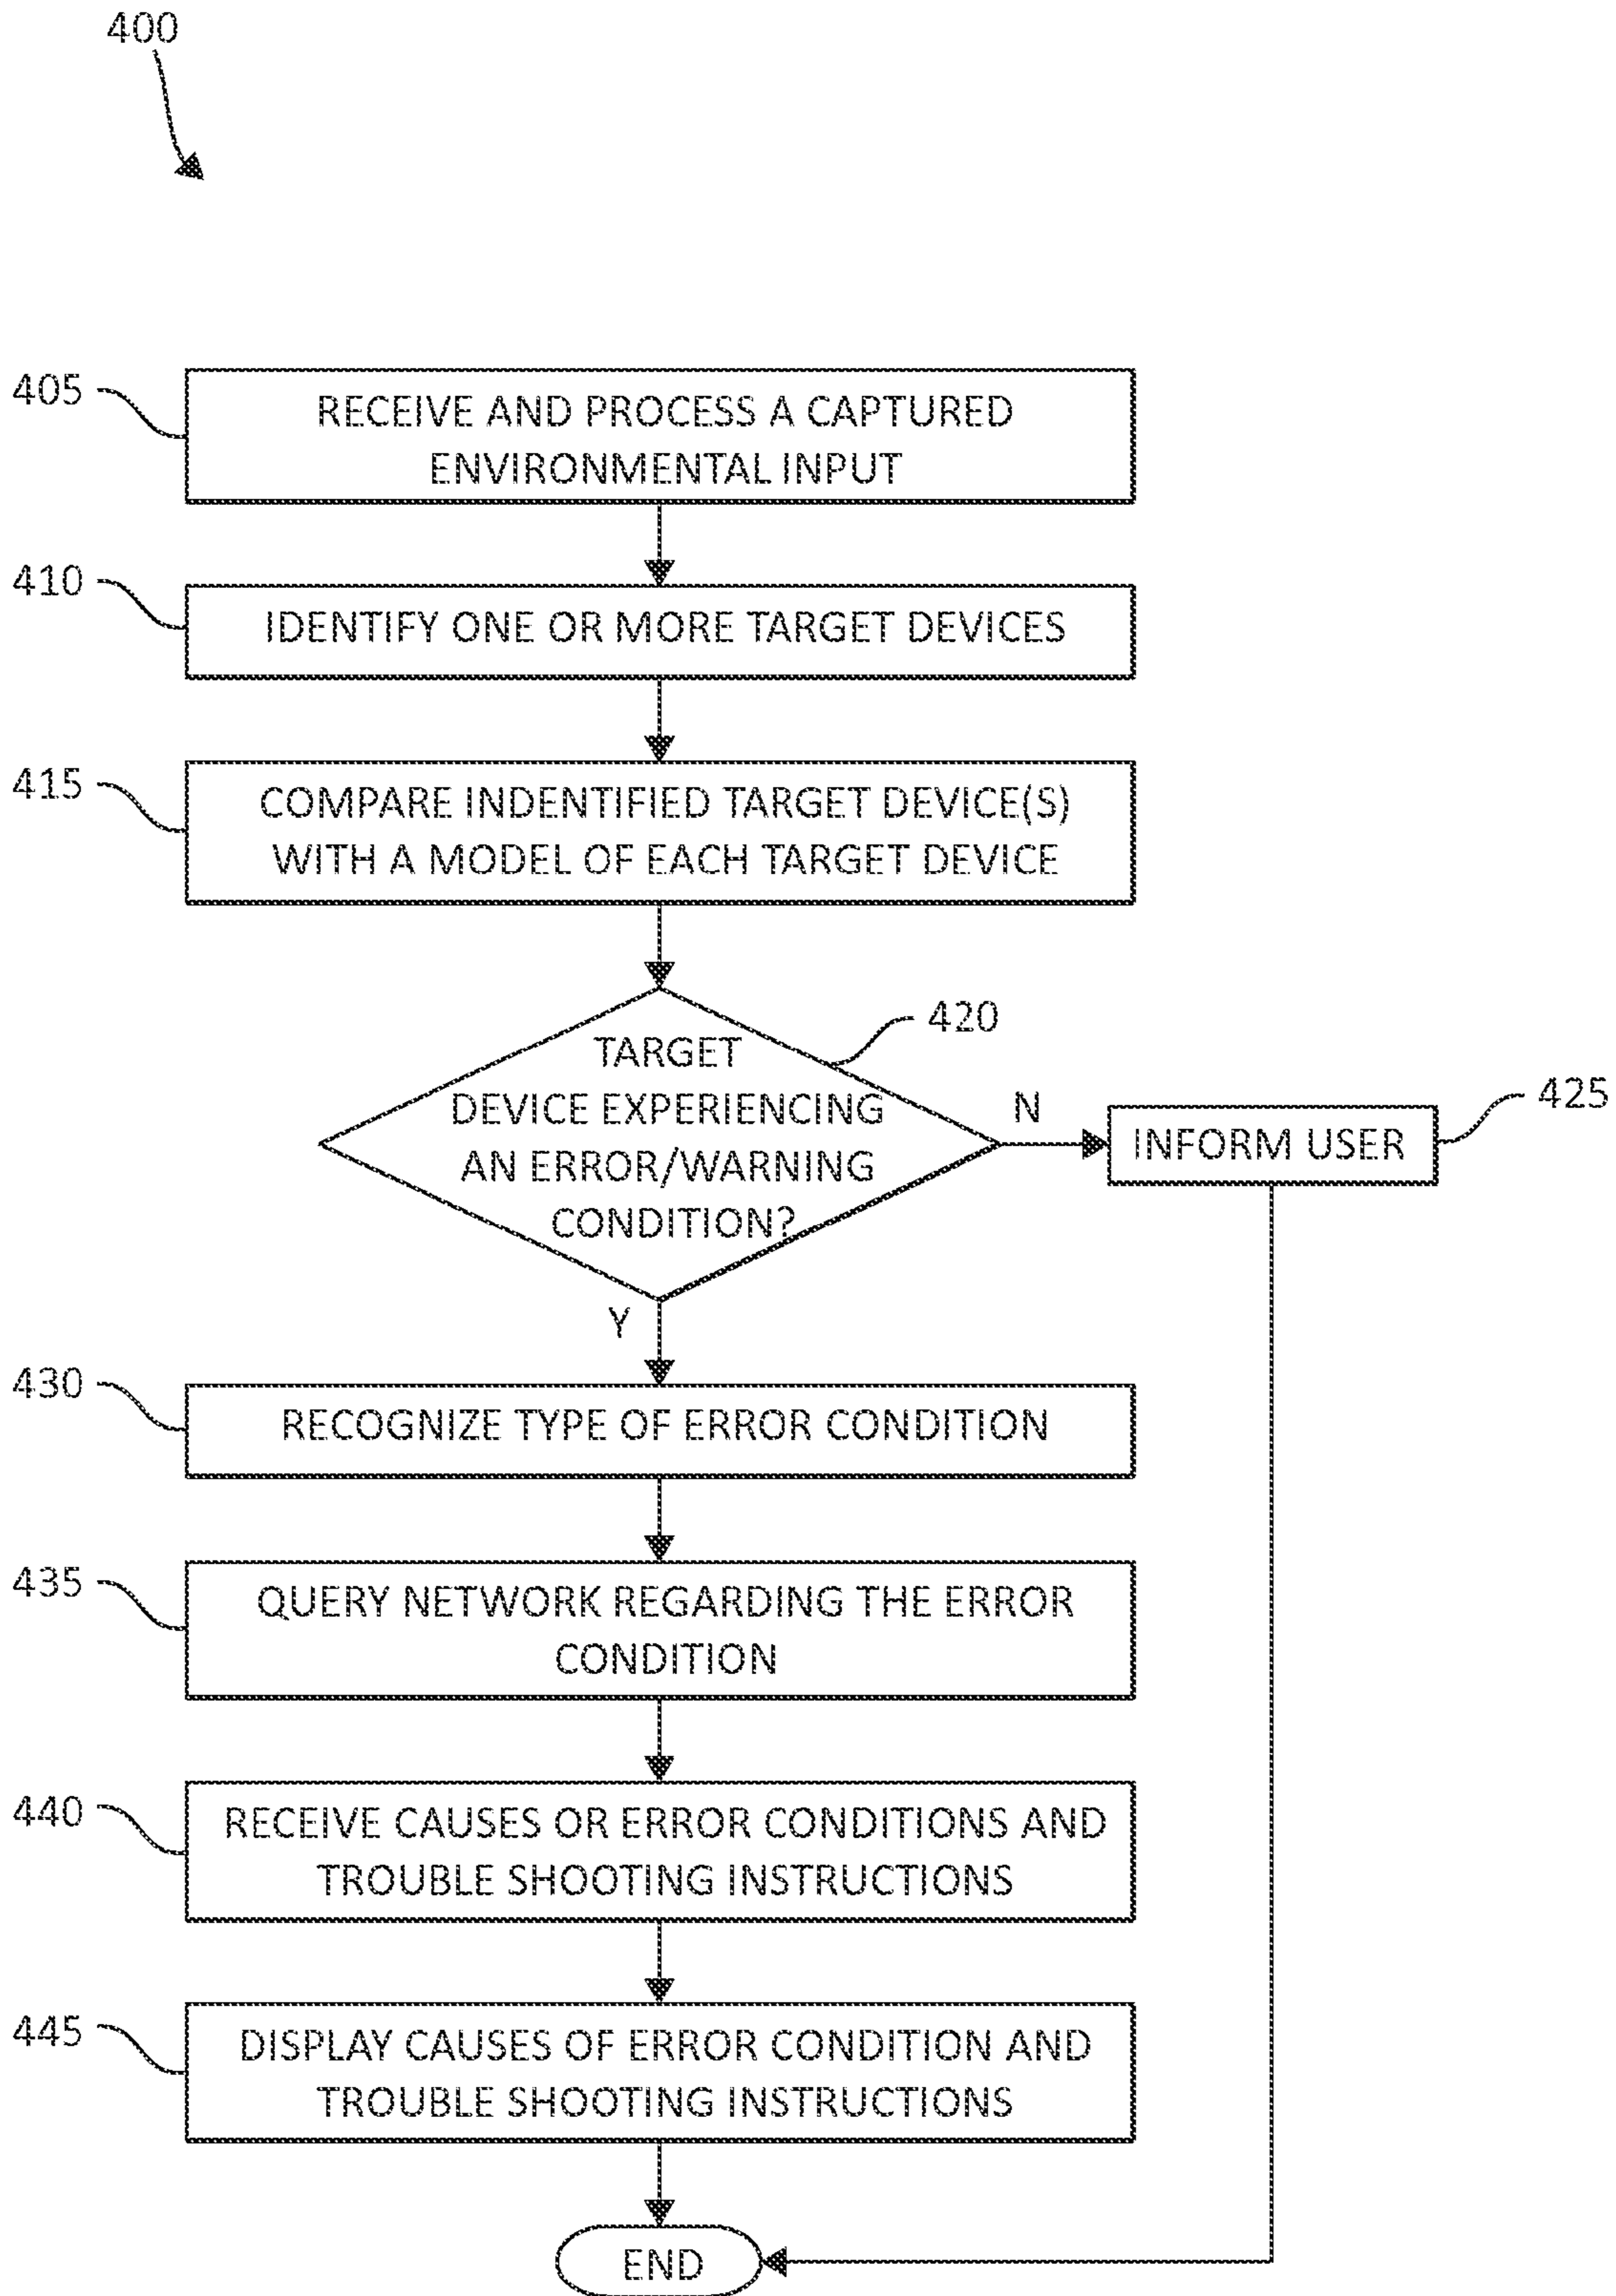 400
405
RECEIVE AND PROCESS A CAPTURED
ENVIRONMENTAL INPUT
410
IDENTIFY ONE OR MORE TARGET DEVICES
415
COMPARE INDENTIFIED TARGET DEVICE(S)
WITH A MODEL OF EACH TARGET DEVICE
420
TARGET
DEVICE EXPERIENCING
AN ERROR/WARNING
CONDITION?
N
425
INFORM USER
Y
430
RECOGNIZE TYPE OF ERROR CONDITION
435
QUERY NETWORK REGARDING THE ERROR
CONDITION
440
RECEIVE CAUSES OR ERROR CONDITIONS AND
TROUBLE SHOOTING INSTRUCTIONS
445
DISPLAY CAUSES OF ERROR CONDITION AND
TROUBLE SHOOTING INSTRUCTIONS
END